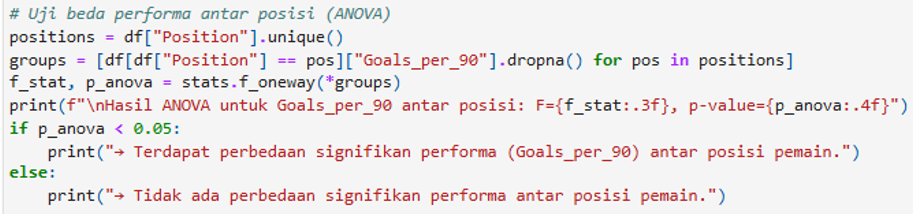 # Uji beda performa antar posisi (ANOVA)
positions = df["Position"].unique()
groups = [df[df["Position"] == pos]["Goals_per_90"].dropna() for pos in positions]
f_stat, p_anova = stats.f_oneway(*groups)
print(f"\nHasil ANOVA untuk Goals_per_90 antar posisi: F={f_stat:.3f}, p-value={p_anova:.4f}")
if p_anova < 0.05:
    print("→ Terdapat perbedaan signifikan performa (Goals_per_90) antar posisi pemain.")
else:
    print("→ Tidak ada perbedaan signifikan performa antar posisi pemain.")